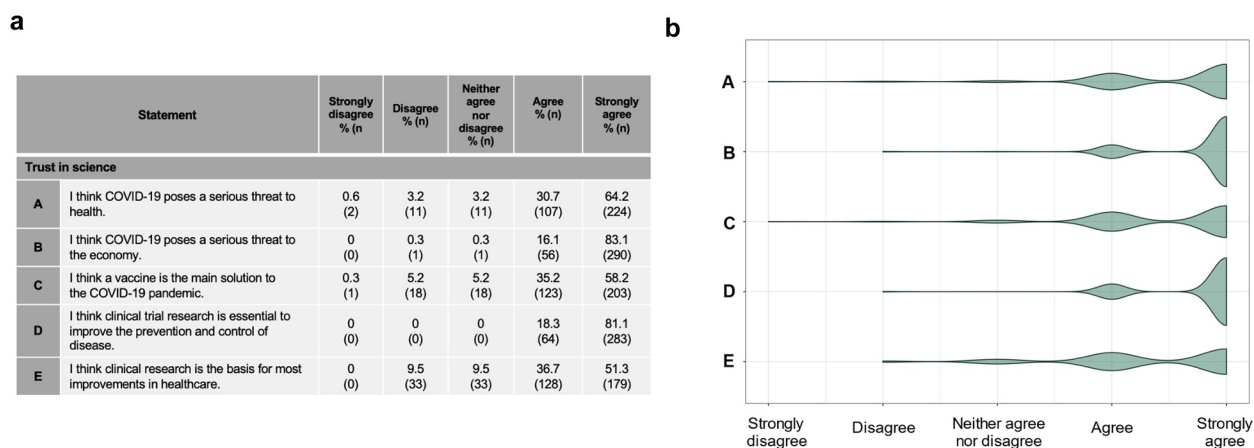 a
Statement
Strongly
disagree
% (n
Disagree
% (n)
Neither
agree
nor
disagree
% (n)
Agree
% (n)
Strongly
agree
% (n
Trust in science
A
I think COVID-19 poses a serious threat to
health.
0.6
(2)
3.2
(11)
3.2
(11)
30.7
(107)
64.2
(224)
B
I think COVID-19 poses a serious threat to
the economy.
0
(0)
0.3
(1)
0.3
(1)
16.1
(56)
83.1
(290)
C
I think a vaccine is the main solution to
the COVID-19 pandemic.
0.3
(1)
5.2
(18)
5.2
(18)
35.2
(123)
58.2
(203)
D
I think clinical trial research is essential to
improve the prevention and control of
disease.
0
(0)
0
(0)
0
(0)
18.3
(64)
81.1
(283)
E
I think clinical research is the basis for most
improvements in healthcare.
0
(0)
9.5
(33)
9.5
(33)
36.7
(128)
51.3
(179)
b
A
B
C
D
E
Strongly
disagree
Disagree
Neither agree
nor disagree
Agree
Strongly
agree